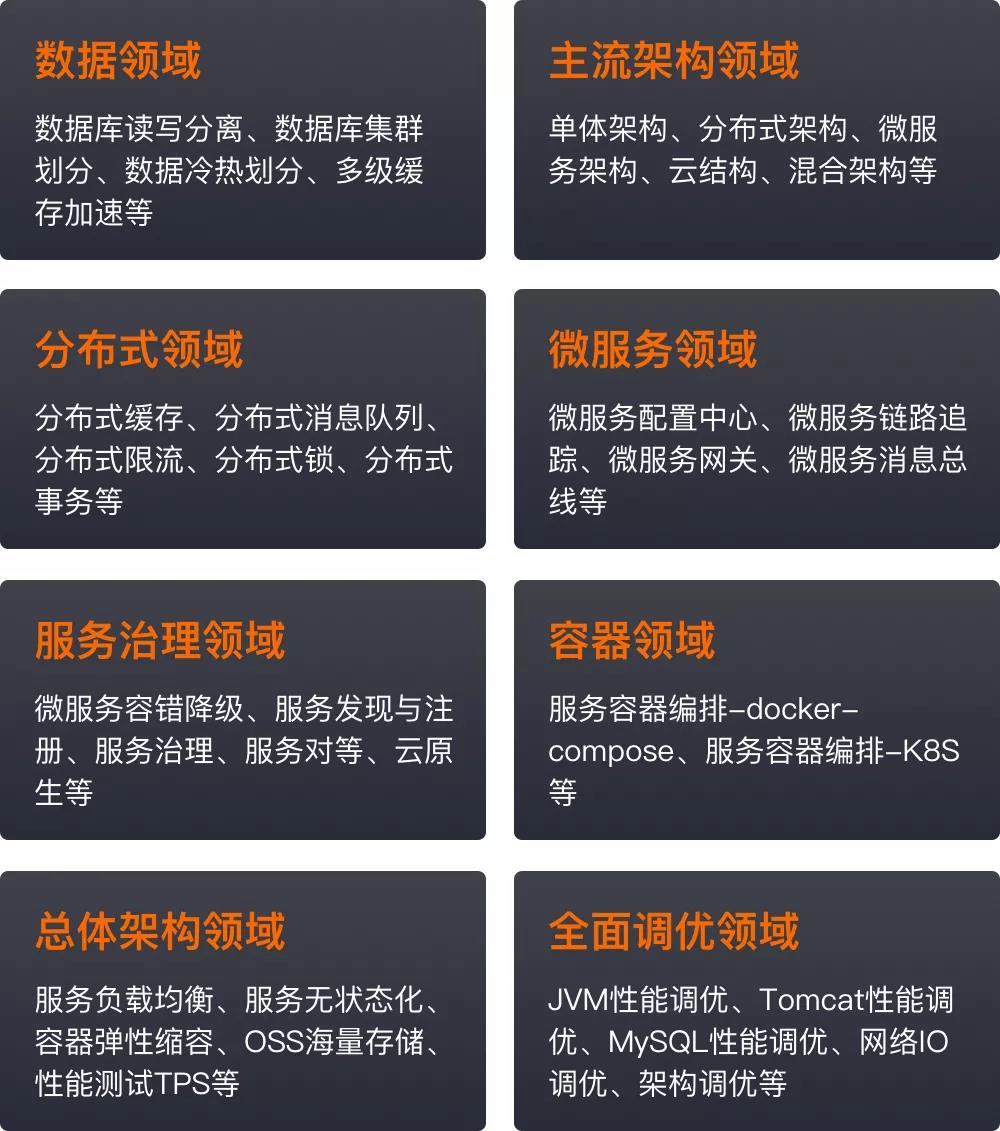 数据领域
数据库读写分离、数据库集群
划分、数据冷热划分、多级缓
存加速等
主流架构领域
单体架构、分布式架构、微服
务架构、云结构、混合架构等
分布式领域
分布式缓存、分布式消息队列、
分布式限流、分布式锁、分布式
事务等
微服务领域
微服务配置中心、微服务链路追
踪、微服务网关、微服务消息总
线等
服务治理领域
微服务容错降级、服务发现与注
册、服务治理、服务对等、云原
生等
容器领域
服务容器编排-docker-
compose、服务容器编排-K8S
等
总体架构领域
服务负载均衡、服务无状态化、
容器弹性缩容、OSS海量存储、
性能测试TPS等
全面调优领域
JVM性能调优、Tomcat性能调
优、MySQL性能调优、网络IO
调优、架构调优等